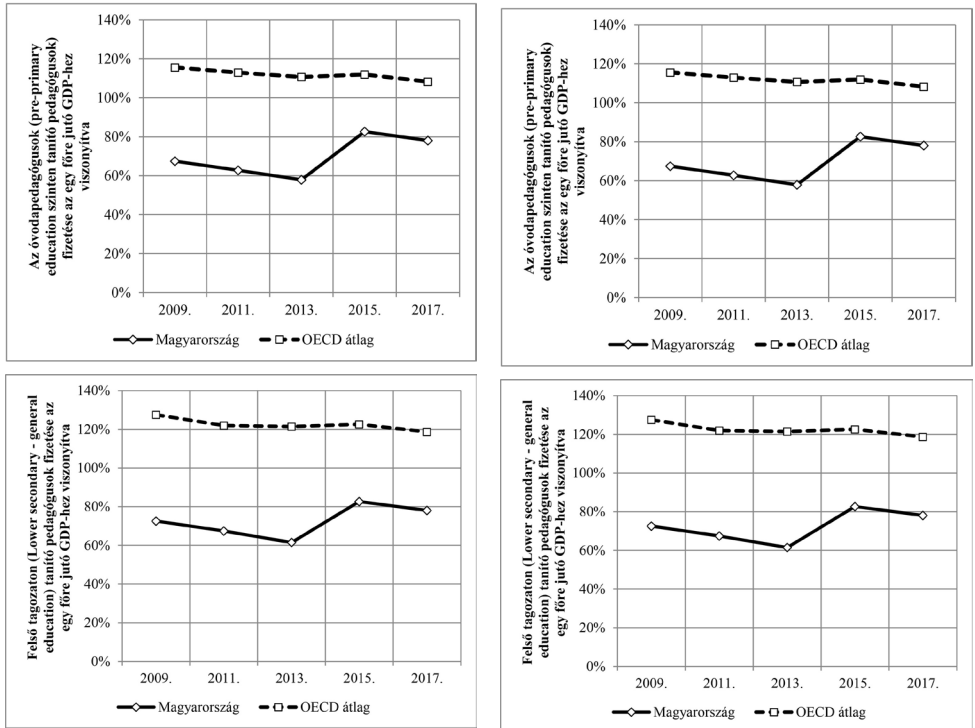 Az óvodapedagógusok (pre-primary
education szinten tanító pedagógusok)
fizetése az egy főre jutó GDP-hez
viszonyítva
140%
120%
100%
80%
60%
40%
20%
0%
2009. 2011. 2013. 2015. 2017.
Magyarország OECD átlag
Az óvodapedagógusok (pre-primary
education szinten tanító pedagógusok)
fizetése az egy főre jutó GDP-hez
viszonyítva
140%
120%
100%
80%
60%
40%
20%
0%
2009. 2011. 2013. 2015. 2017.
Magyarország OECD átlag
Felső tagozaton (Lower secondary - general
education) tanító pedagógusok fizetése az
egy főre jutó GDP-hez viszonyítva
140%
120%
100%
80%
60%
40%
20%
0%
2009. 2011. 2013. 2015. 2017.
Magyarország OECD átlag
Felső tagozaton (Lower secondary - general
education) tanító pedagógusok fizetése az
egy főre jutó GDP-hez viszonyítva
140%
120%
100%
80%
60%
40%
20%
0%
2009. 2011. 2013. 2015. 2017.
Magyarország OECD átlag